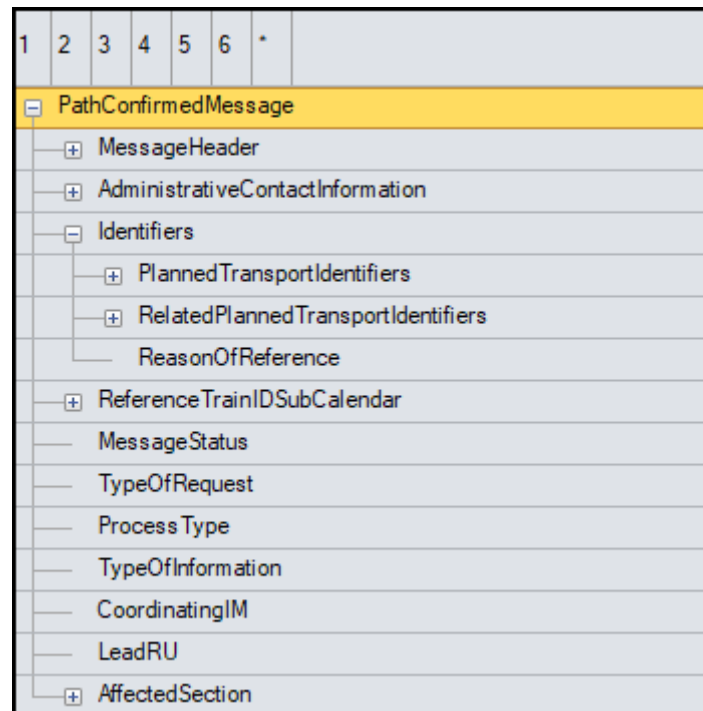 1 2 3 4 5 6 *
PathConfirmedMessage
MessageHeader
AdministrativeContactInformation
Identifiers
PlannedTransportIdentifiers
RelatedPlannedTransportIdentifiers
ReasonOfReference
ReferenceTrainIDSubCalendar
MessageStatus
TypeOfRequest
ProcessType
TypeOfInformation
CoordinatingIM
LeadRU
AffectedSection